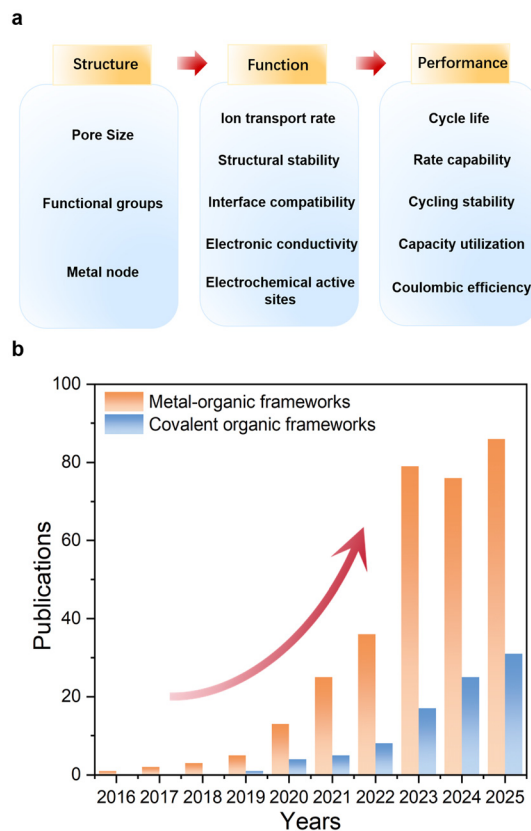 a
Structure
Function
Performance
Pore Size
Functional groups
Metal node
Ion transport rate
Structural stability
Interface compatibility
Electronic conductivity
Electrochemical active
sites
Cycle life
Rate capability
Cycling stability
Capacity utilization
Coulombic efficiency
b
Metal-organic frameworks
Covalent organic frameworks
Publications
100
80
60
40
20
0
2016 2017 2018 2019 2020 2021 2022 2023 2024 2025
Years